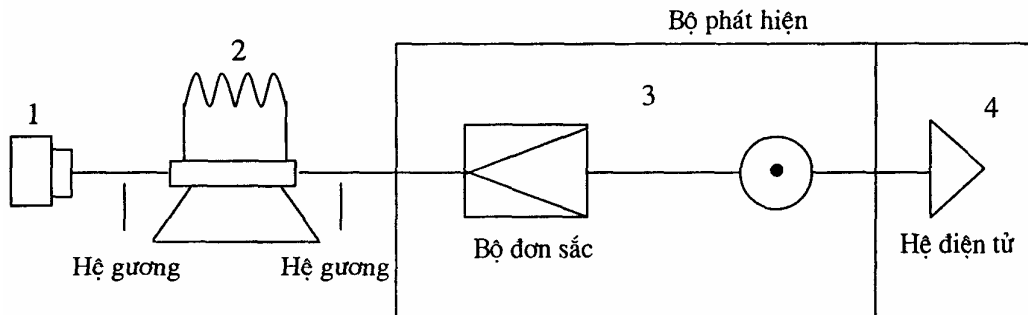 Bộ phát hiện
1
2
3
4
Hệ gương
Hệ gương
Bộ đơn sắc
Hệ điện tử